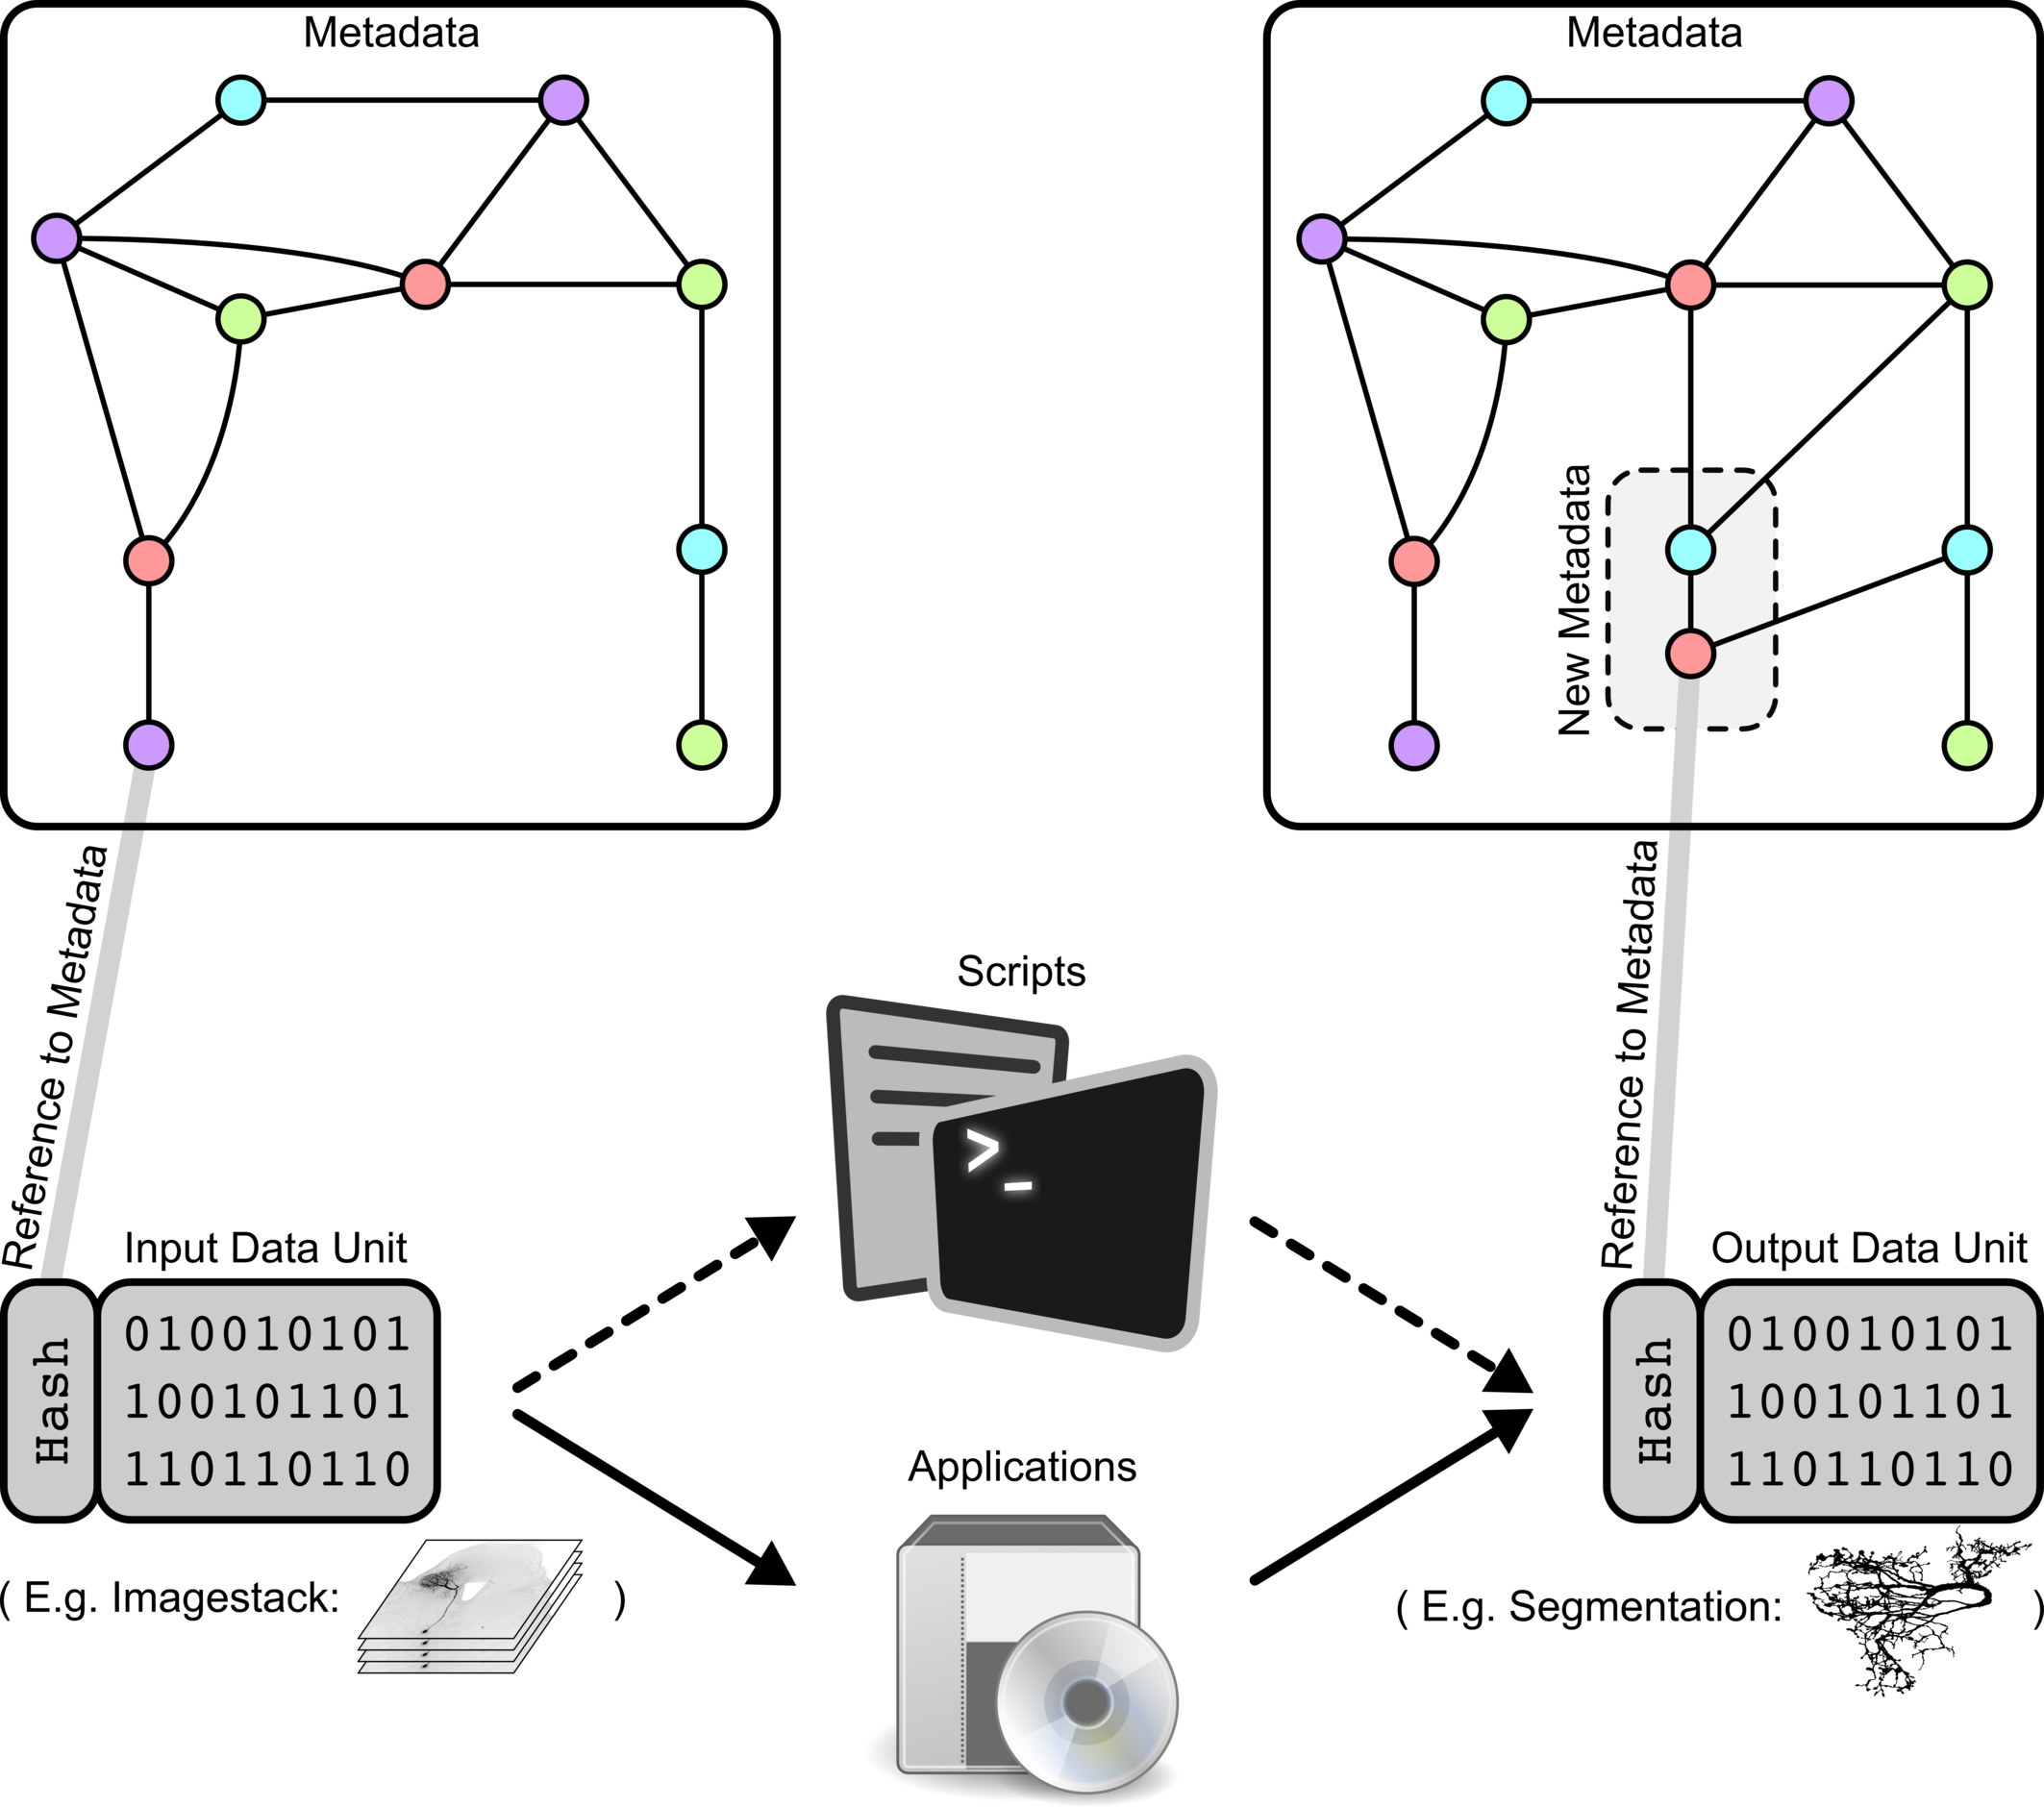 Metadata
Metadata
New Metadata
Reference to Metadata
Reference to Metadata
Scripts
>_
Input Data Unit
Output Data Unit
Hash
010010101
100101101
110110110
Hash
010010101
100101101
110110110
Applications
( E.g. Imagestack: )
( E.g. Segmentation: )